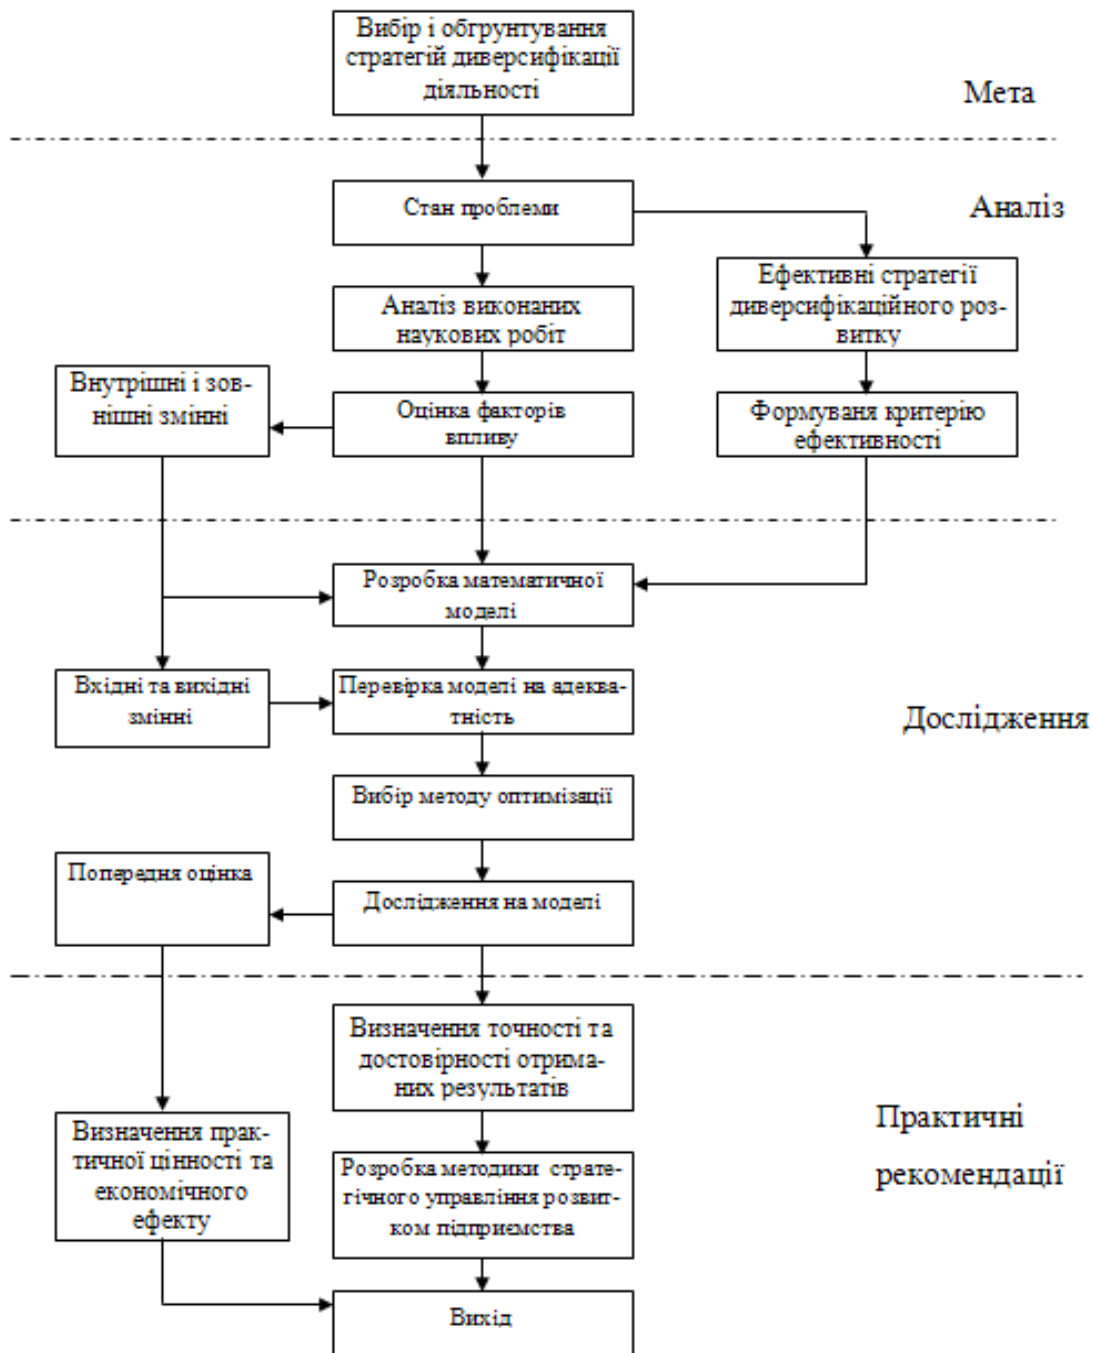 Вибір і обгрунтування
стратегій диверсифікації
діяльності
Мета
Стан проблеми
Аналіз
Ефективні стратегії
диверсифікаційного роз-
витку
Аналіз виконаних
наукових робіт
Внутрішні і зов-
нішні змінні
Оцінка факторів
впливу
Формуваня критерію
ефективності
Розробка математичної
моделі
Вхідні та вихідні
змінні
Перевірка моделі на адеква-
тність
Дослідження
Вибір методу оптимізації
Попередня оцінка
Дослідження на моделі
Визначення точності та
достовірності отрима-
них результатів
Практичні
рекомендації
Визначення прак-
тичної цінності та
економічного
ефекту
Розробка методики стратe-
гічного управління розвит-
ком підприємства
Вихід